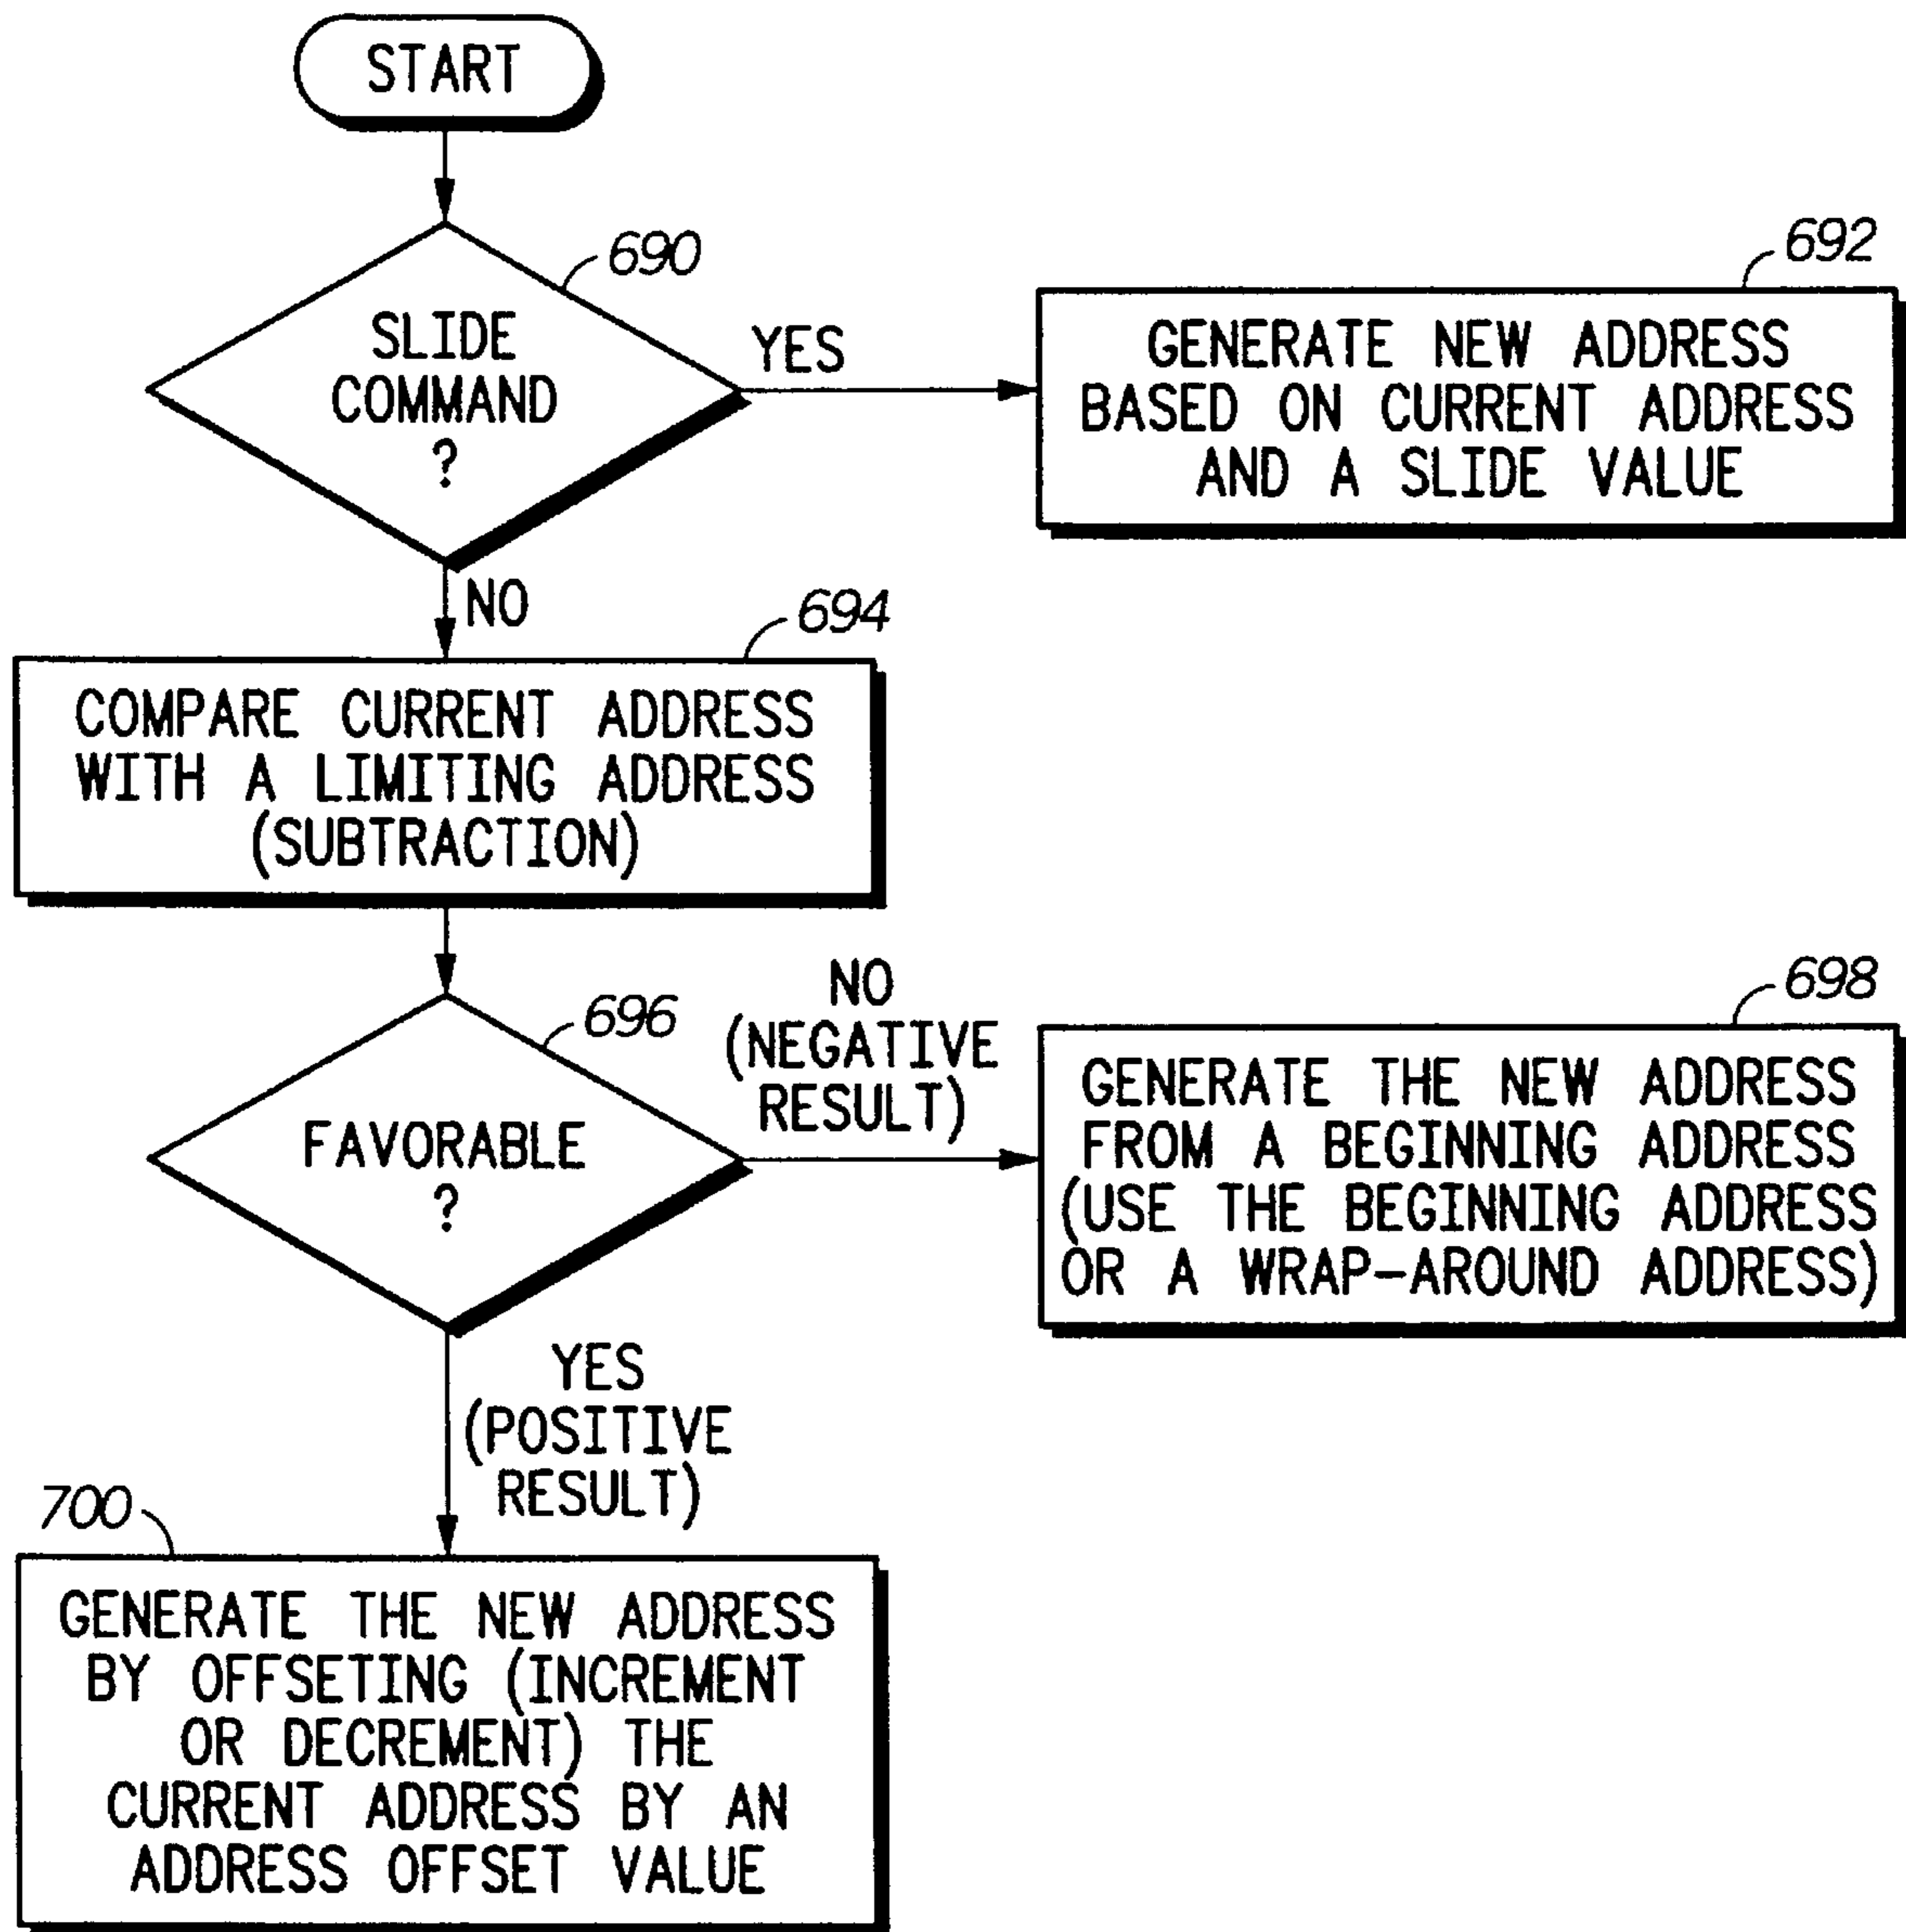 START
690
SLIDE
COMMAND
?
YES
692
GENERATE NEW ADDRESS
BASED ON CURRENT ADDRESS
AND A SLIDE VALUE
NO
694
COMPARE CURRENT ADDRESS
WITH A LIMITING ADDRESS
(SUBTRACTION)
696
FAVORABLE
?
NO
(NEGATIVE
RESULT)
698
GENERATE THE NEW ADDRESS
FROM A BEGINNING ADDRESS
(USE THE BEGINNING ADDRESS
OR A WRAP-AROUND ADDRESS)
YES
(POSITIVE
RESULT)
700
GENERATE THE NEW ADDRESS
BY OFFSETING (INCREMENT
OR DECREMENT) THE
CURRENT ADDRESS BY AN
ADDRESS OFFSET VALUE